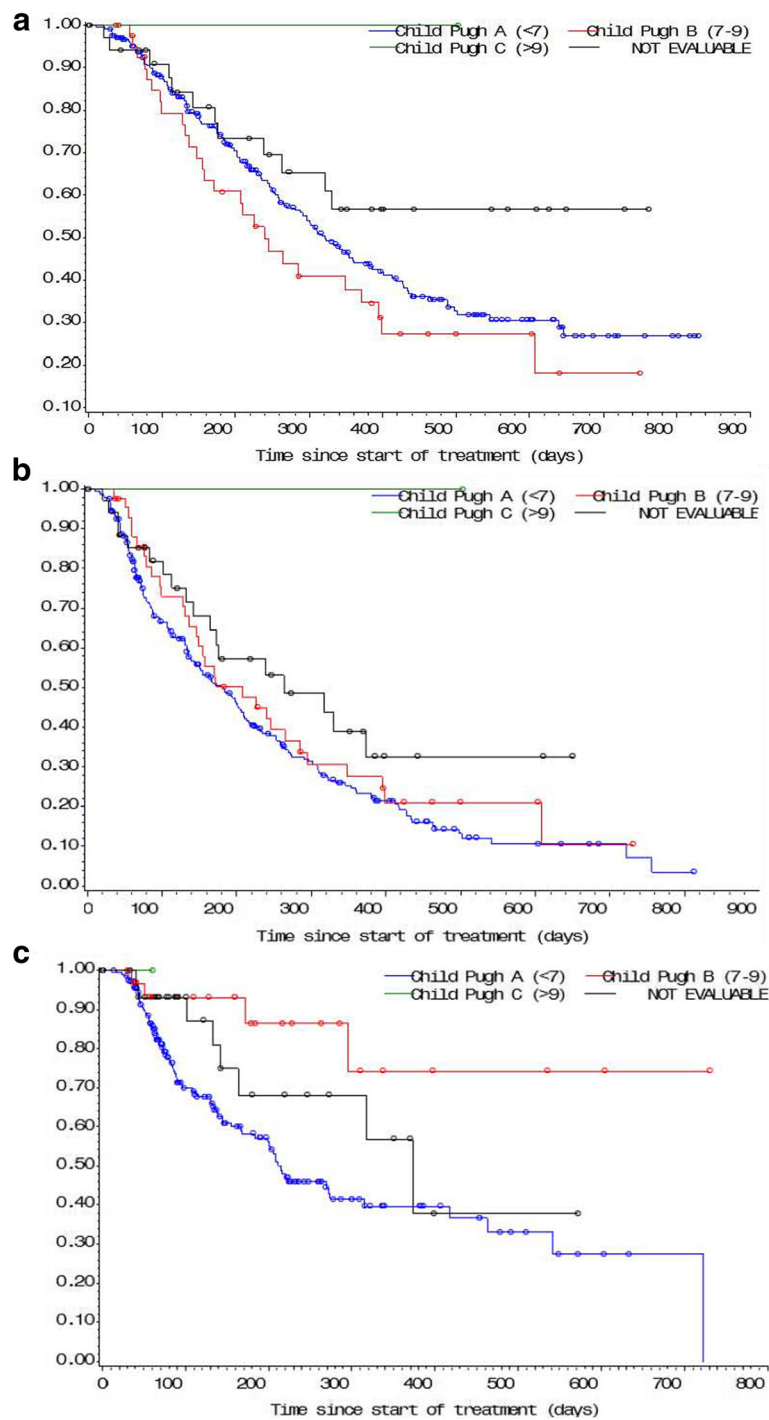 a
Child Pugh A (<7) Child Pugh B (7-9)
Child Pugh C (>9) NOT EVALUABLE
1.00
0.90
0.80
0.70
0.60
0.50
0.40
0.30
0.20
0.10
0 100 200 300 400 500 600 700 800 900
Time since start of treatment (days)
b
Child Pugh A (<7) Child Pugh B (7-9)
Child Pugh C (>9) NOT EVALUABLE
1.00
0.90
0.80
0.70
0.60
0.50
0.40
0.30
0.20
0.10
0.00
0 100 200 300 400 500 600 700 800 900
Time since start of treatment (days)
c
Child Pugh A (<7) Child Pugh B (7-9)
Child Pugh C (>9) NOT EVALUABLE
1.00
0.90
0.80
0.70
0.60
0.50
0.40
0.30
0.20
0.10
0.00
0 100 200 300 400 500 600 700 800
Time since start of treatment (days)